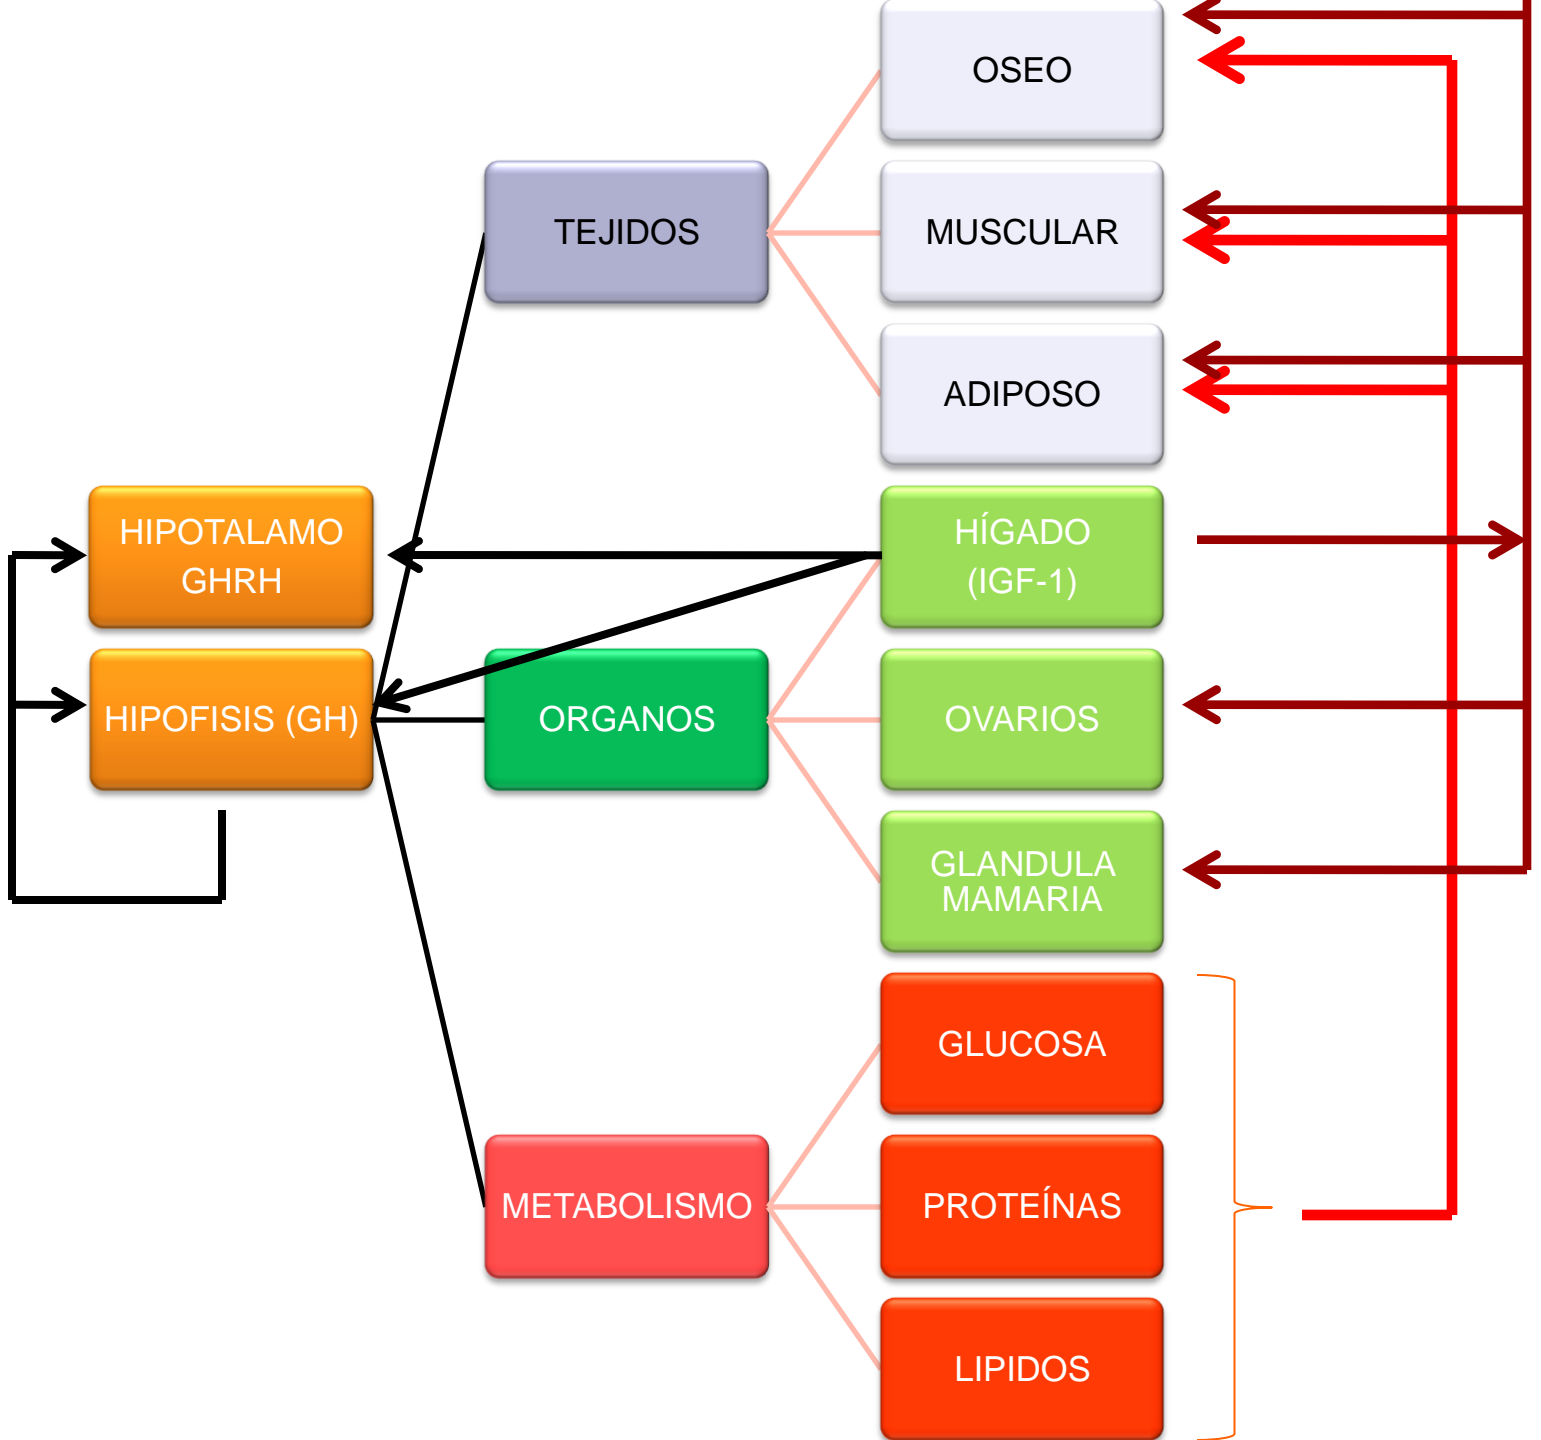 OSEO
TEJIDOS
MUSCULAR
ADIPOSO
HIPOTALAMO
GHRH
HÍGADO
(IGF-1)
HIPOFISIS (GH)
ORGANOS
OVARIOS
GLANDULA
MAMARIA
GLUCOSA
METABOLISMO
PROTEÍNAS
LIPIDOS